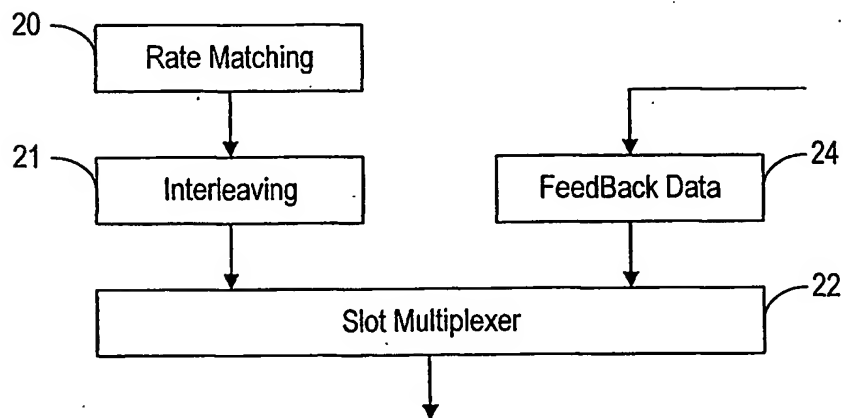 20
Rate Matching
21
Interleaving
FeedBack Data
24
Slot Multiplexer
22